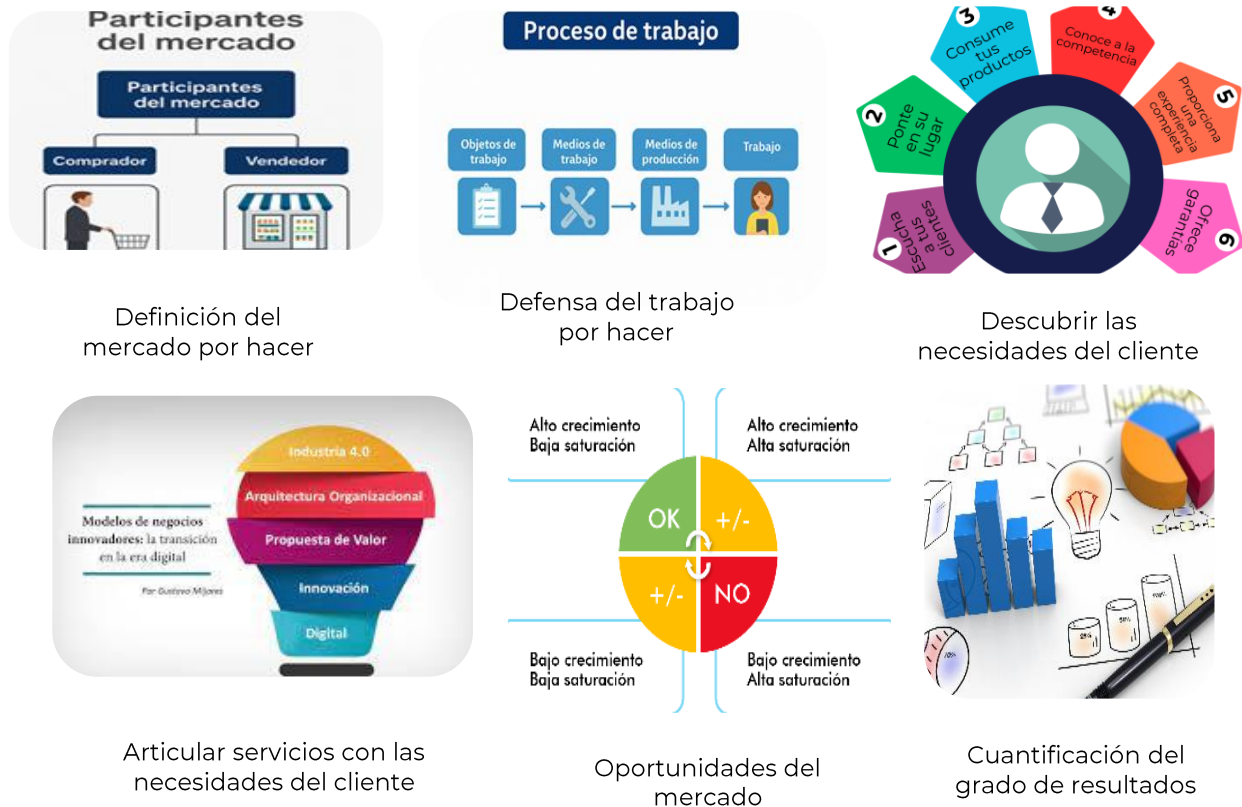 Participantes
del mercado
Participantes
del mercado
Comprador
Vendedor
Definición del
mercado por hacer
Proceso de trabajo
Objetos de
trabajo
Medios de
trabajo
Medios de
producción
Trabajo
Defensa del trabajo
por hacer
1
Escucha
a tus
clientes
2
Ponte
en su
lugar
3
Consume
tus
productos
4
Conoce a la
competencia
5
Proporciona
una
experiencia
completa
6
Ofrece
garantías
Descubrir las
necesidades del cliente
Modelos de negocios
innovadores: la transición
en la era digital
Por Gustavo Mijares
Industria 4.0
Arquitectura Organizacional
Propuesta de Valor
Innovación
Digital
Articular servicios con las
necesidades del cliente
Alto crecimiento
Baja saturación
Alto crecimiento
Alta saturación
OK
+/-
+/-
NO
Bajo crecimiento
Baja saturación
Bajo crecimiento
Alta saturación
Oportunidades del
mercado
25%
50%
100%
Cuantificación del
grado de resultados